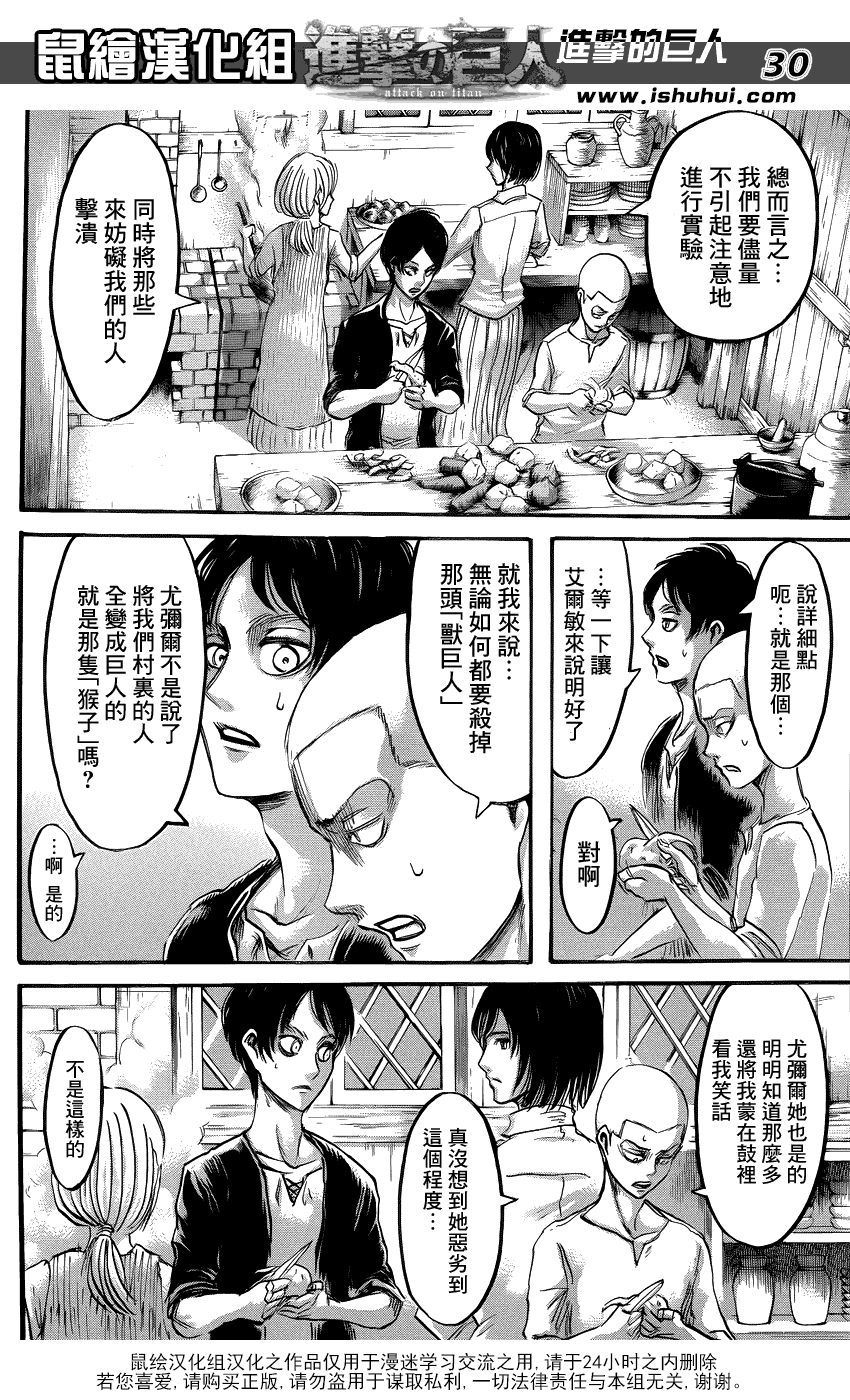 鼠繪漢化組
進撃の巨人
attack on titan
進擊的巨人
30
www.ishuhui.com
總而言之…
我們要儘量
不引起注意地
進行實驗
同時將那些
來妨礙我們的人
擊潰
說詳細點
呃…就是那個…
…等一下讓
艾爾敏來說明好了
對啊
就我來說…
無論如何都要殺掉
那頭「獸巨人」
尤彌爾不是說了
將我們村裏的人
全變成巨人的
就是那隻「猴子」嗎?
…啊 是的
尤彌爾她也是的
明明知道那麼多
還將我蒙在鼓裡
看我笑話
真沒想到她惡劣到
這個程度…
不是這樣的
鼠绘汉化组汉化之作品仅用于漫迷学习交流之用,请于24小时之内删除
若您喜爱,请购买正版,请勿盗用于谋取私利,一切法律责任与本组无关,谢谢。